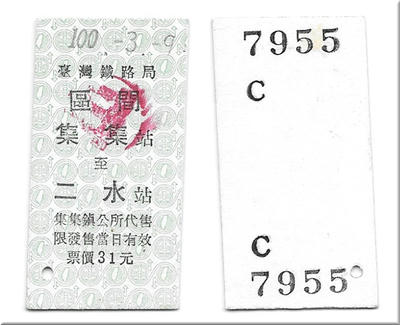 100 -3 -9
臺灣鐵路局
區間
集集站
至
二水站
集集鎮公所代售
限發售當日有效
票價31元
7955
C
C
7955